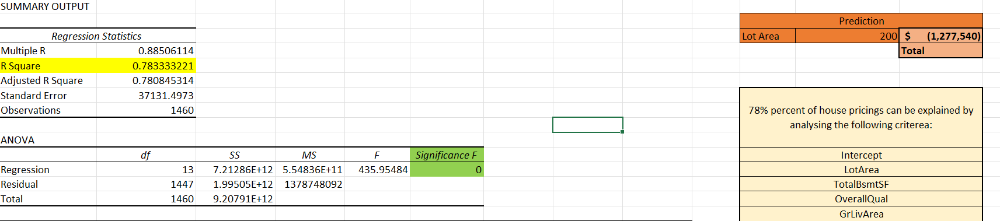 SUMMARY OUTPUT
Regression Statistics
Multiple R 0.88506114
R Square 0.783333221
Adjusted R Square 0.780845314
Standard Error 37131.4973
Observations 1460
ANOVA
df SS MS F Significance F
Regression 13 7.21286E+12 5.54836E+11 435.95484 0
Residual 1447 1.99505E+12 1378748092
Total 1460 9.20791E+12
Prediction
Lot Area 200 $ (1,277,540)
Total
78% percent of house pricings can be explained by
analysing the following criterea:
Intercept
LotArea
TotalBsmtSF
OverallQual
GrLivArea